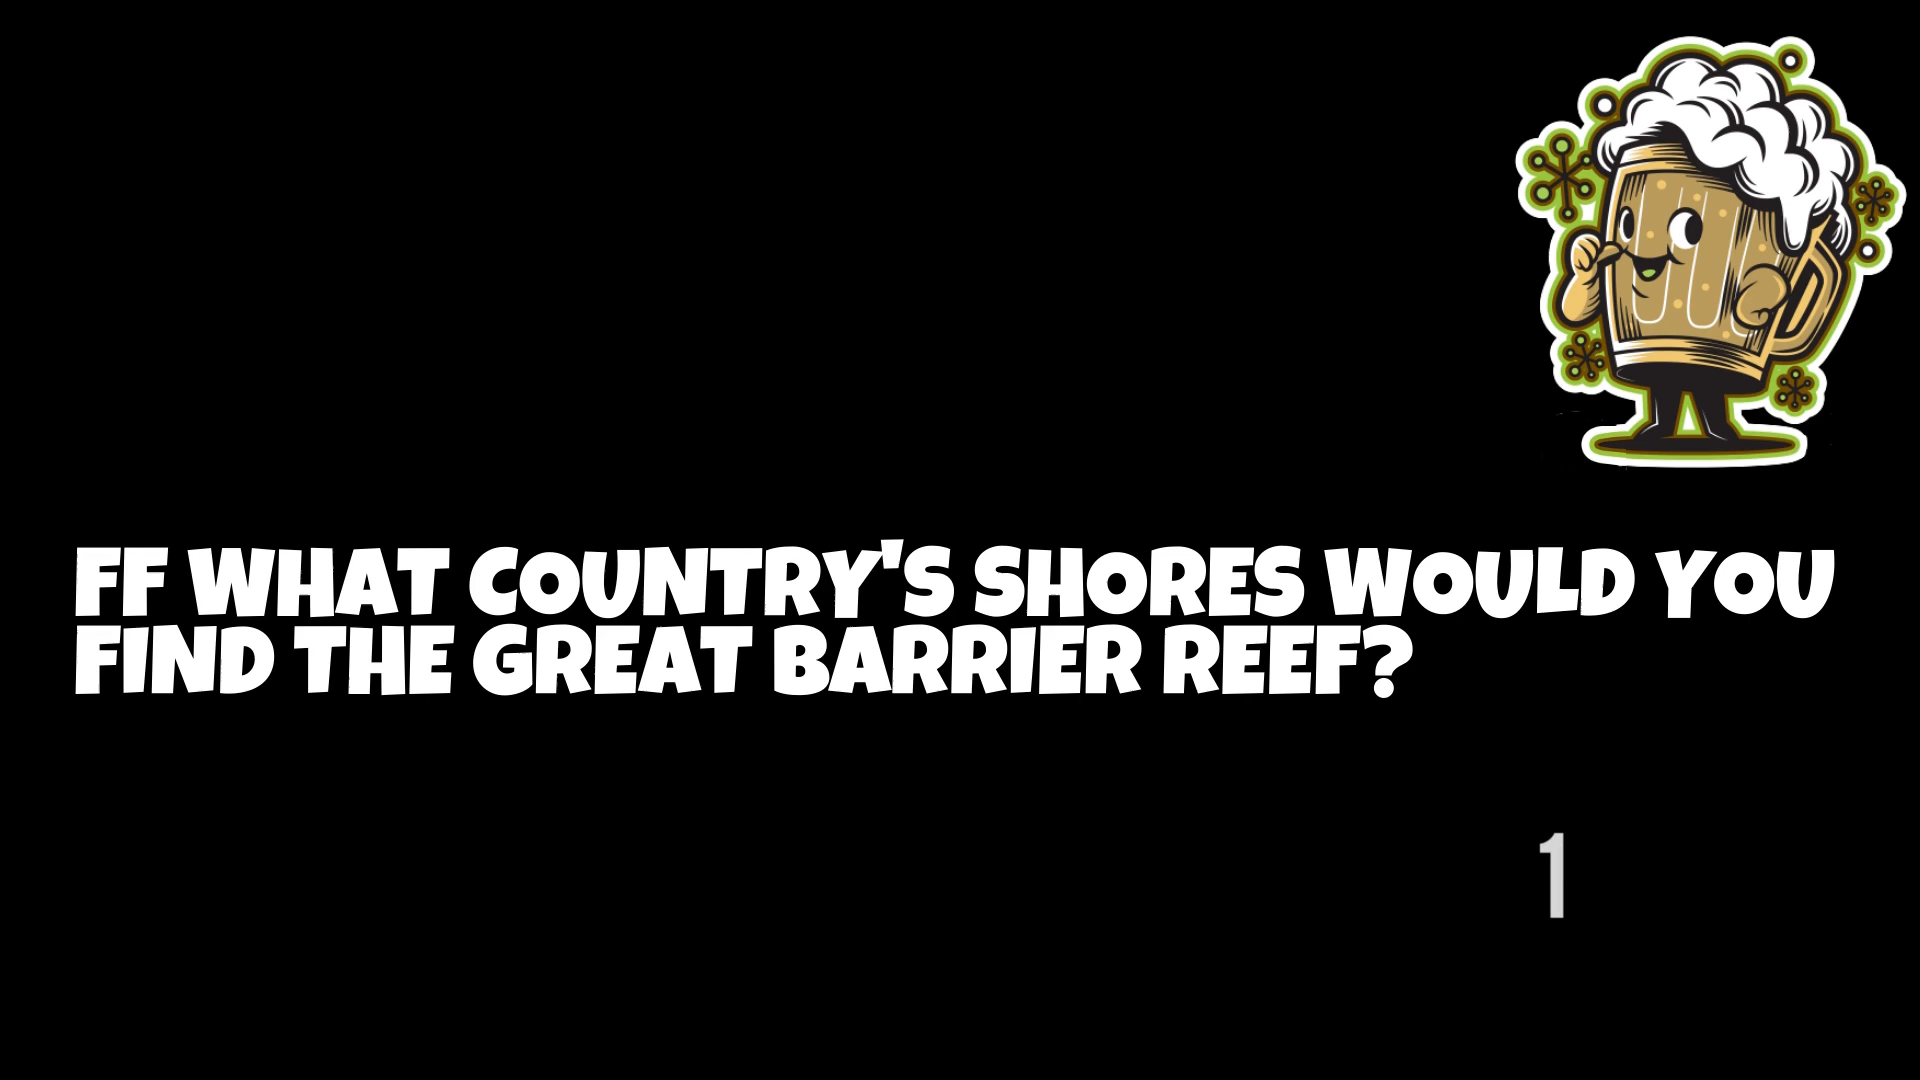 FF WHAT COUNTRY'S SHORES WOULD YOU
FIND THE GREAT BARRIER REEF?
1